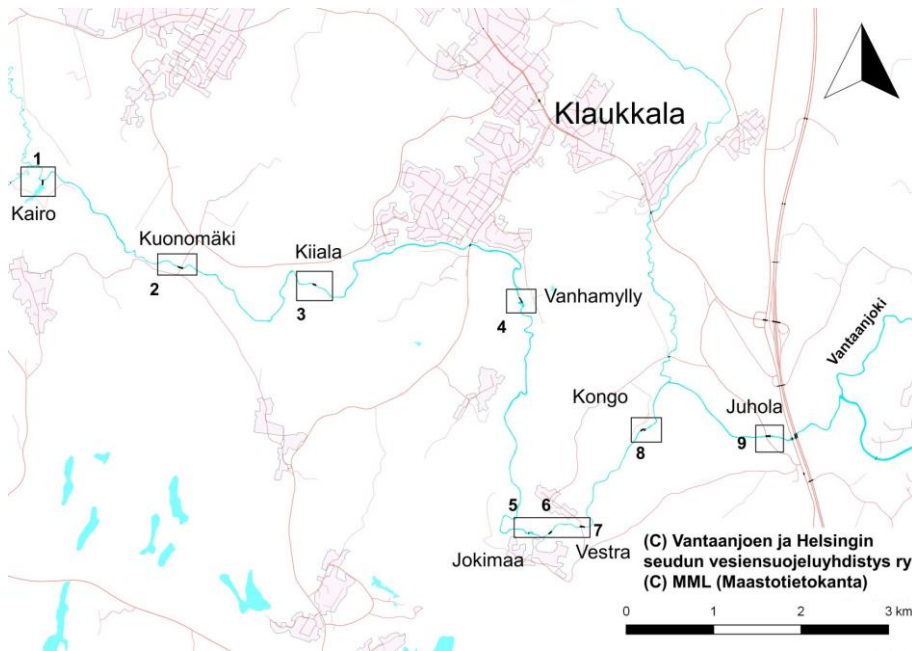 Klaukkala
1
Kairo
Kuonomäki
2
Kiiala
3
Vanhamylly
4
Vantaanjoki
Kongo
8
Juhola
9
5
6
7
Jokimaa
Vestra
(C) Vantaanjoen ja Helsingin
seudun vesiensuojeluyhdistys ry
(C) MML (Maastotietokanta)
0 1 2 3 km